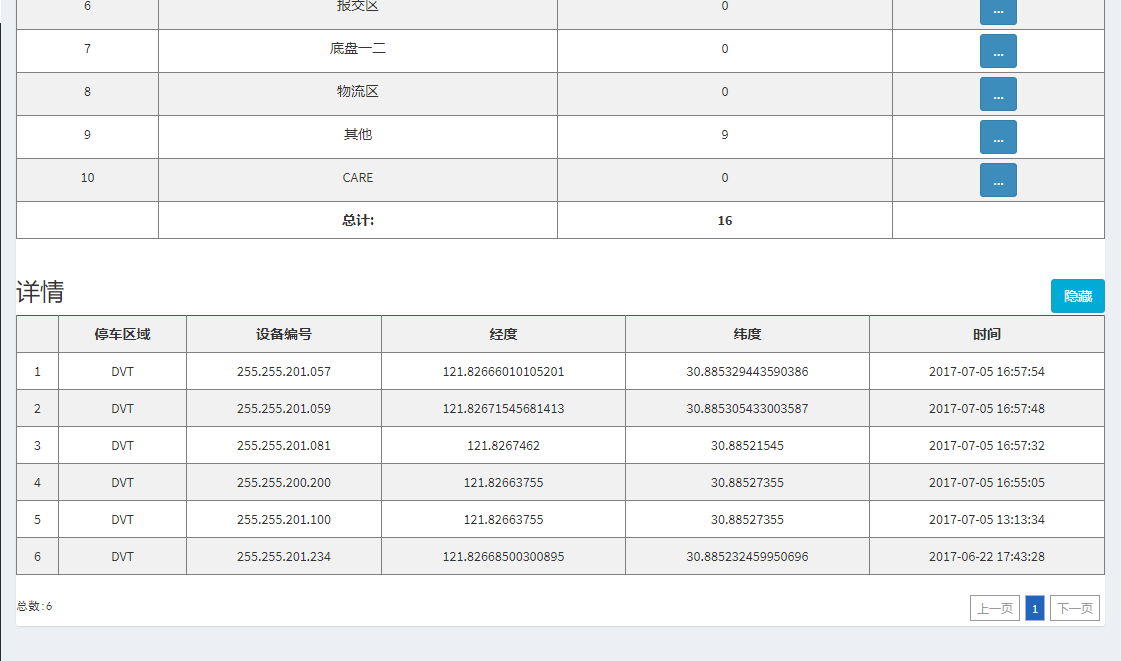 6 报交区 0 ...
7 底盘一二 0 ...
8 物流区 0 ...
9 其他 9 ...
10 CARE 0 ...
总计: 16
详情
隐藏
停车区域 设备编号 经度 纬度 时间
1 DVT 255.255.201.057 121.82666010105201 30.885329443590386 2017-07-05 16:57:54
2 DVT 255.255.201.059 121.82671545681413 30.885305433003587 2017-07-05 16:57:48
3 DVT 255.255.201.081 121.8267462 30.88521545 2017-07-05 16:57:32
4 DVT 255.255.200.200 121.82663755 30.88527355 2017-07-05 16:55:05
5 DVT 255.255.201.100 121.82663755 30.88527355 2017-07-05 13:13:34
6 DVT 255.255.201.234 121.82668500300895 30.885232459950696 2017-06-22 17:43:28
总数:6
上一页 1 下一页